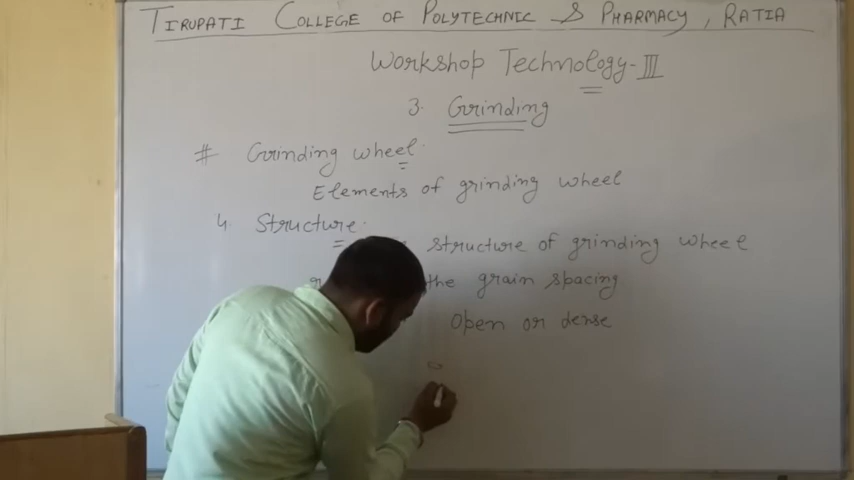 TIRUPATI COLLEGE OF POLYTECHNIC & PHARMACY, RATIA
Workshop Technology-III
3. Grinding
# Grinding wheel.
Elements of grinding wheel
4. Structure.
structure of grinding wheel
the grain spacing
Open or dense